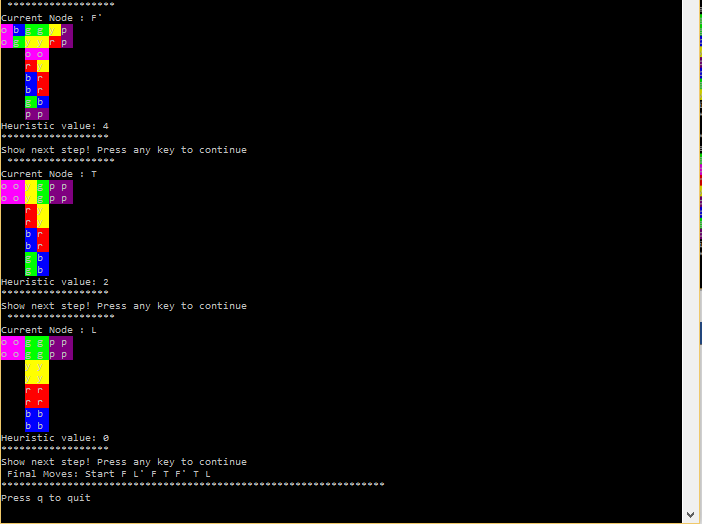 ******************
Current Node : F'
o b g g y p
o g y y r p
o o
r y
b r
b r
g b
p p
Heuristic value: 4
******************
Show next step! Press any key to continue
******************
Current Node : T
o o y g p p
o o y g p p
r y
r y
b r
b r
g b
g b
Heuristic value: 2
******************
Show next step! Press any key to continue
******************
Current Node : L
o o g g p p
o o g g p p
y y
y y
r r
r r
b b
b b
Heuristic value: 0
******************
Show next step! Press any key to continue
Final Moves: Start F L' F T F' T L
****************************************************************
Press q to quit